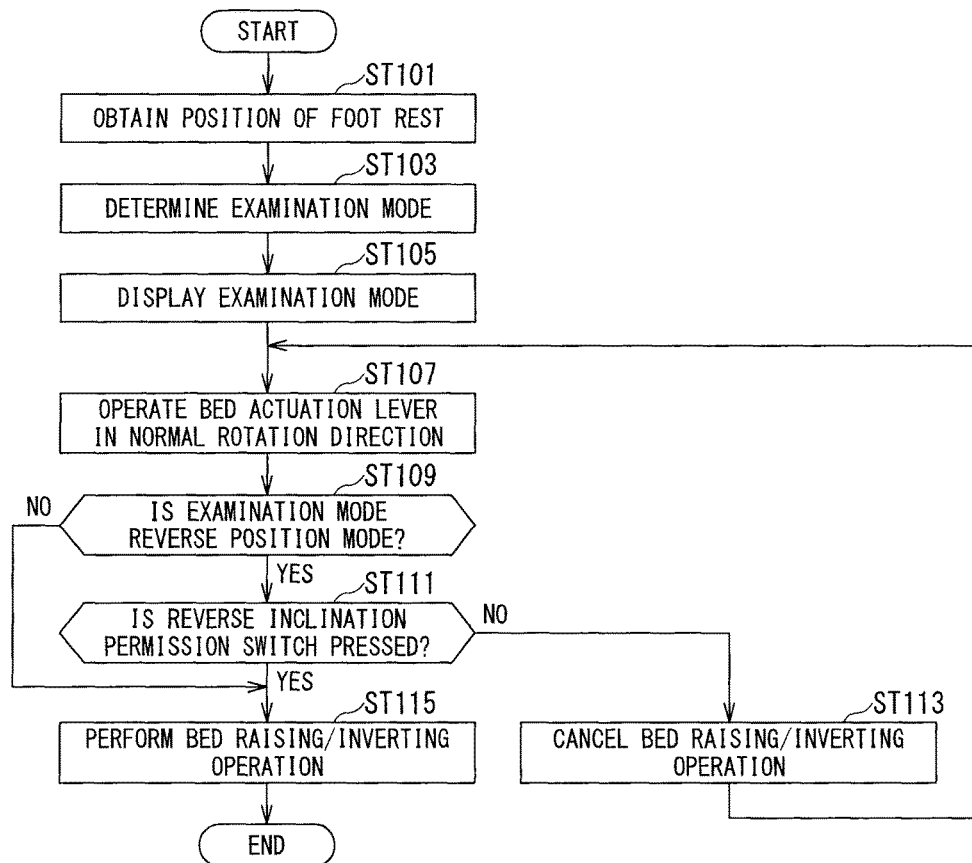 START
ST101
OBTAIN POSITION OF FOOT REST
ST103
DETERMINE EXAMINATION MODE
ST105
DISPLAY EXAMINATION MODE
ST107
OPERATE BED ACTUATION LEVER
IN NORMAL ROTATION DIRECTION
ST109
NO
IS EXAMINATION MODE
REVERSE POSITION MODE?
YES
ST111
IS REVERSE INCLINATION
PERMISSION SWITCH PRESSED?
NO
YES
ST115
PERFORM BED RAISING/INVERTING
OPERATION
ST113
CANCEL BED RAISING/INVERTING
OPERATION
END